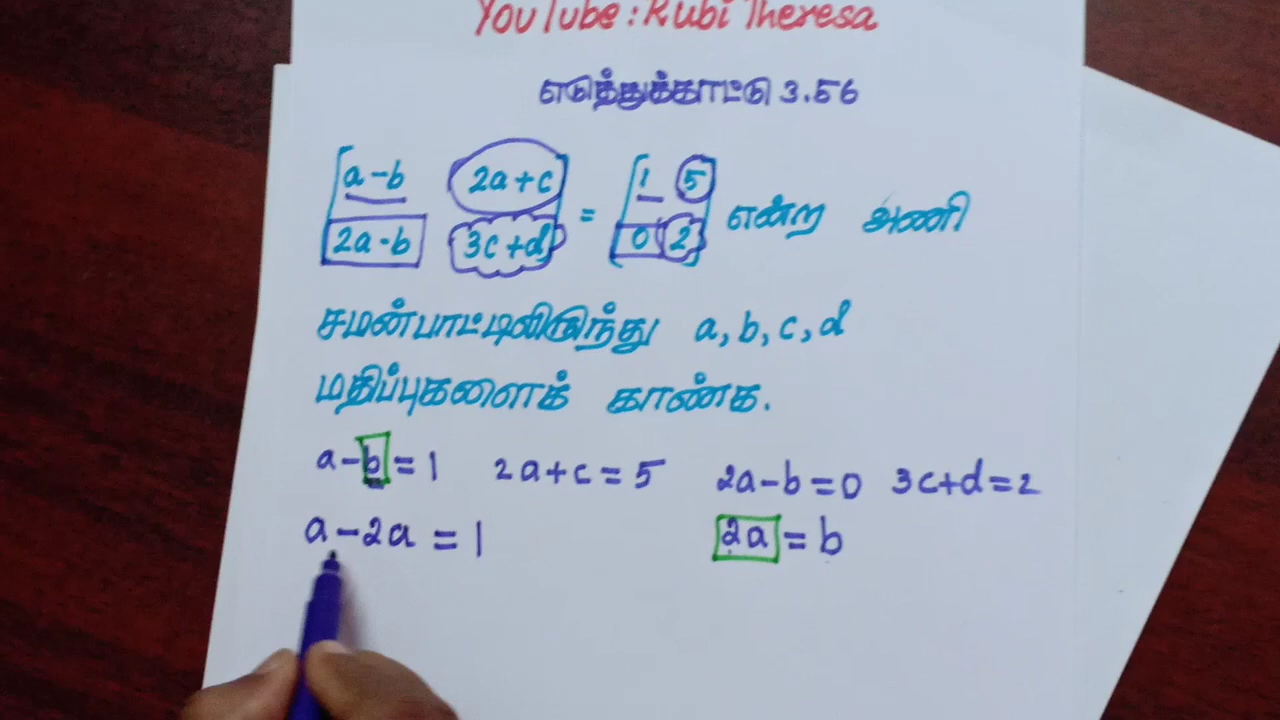 YouTube : Rubi Theresa
எடுத்துக்காட்டு 3.56
[a-b 2a+c] = [1 5] என்ற அணி
[2a-b 3c+d] [0 2]
சமன்பாட்டிலிருந்து a, b, c, d
மதிப்புகளைக் காண்க.
a-b=1 2a+c=5 2a-b=0 3c+d=2
a-2a=1 2a=b